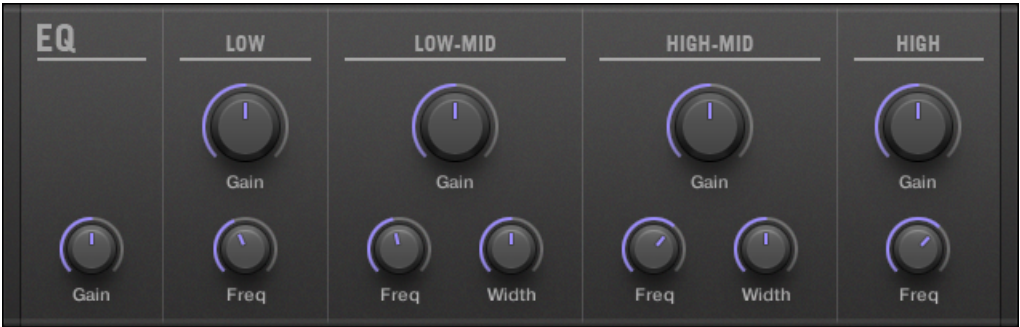 EQ
LOW
LOW-MID
HIGH-MID
HIGH
Gain
Gain
Gain
Gain
Gain
Freq
Freq
Width
Freq
Width
Freq